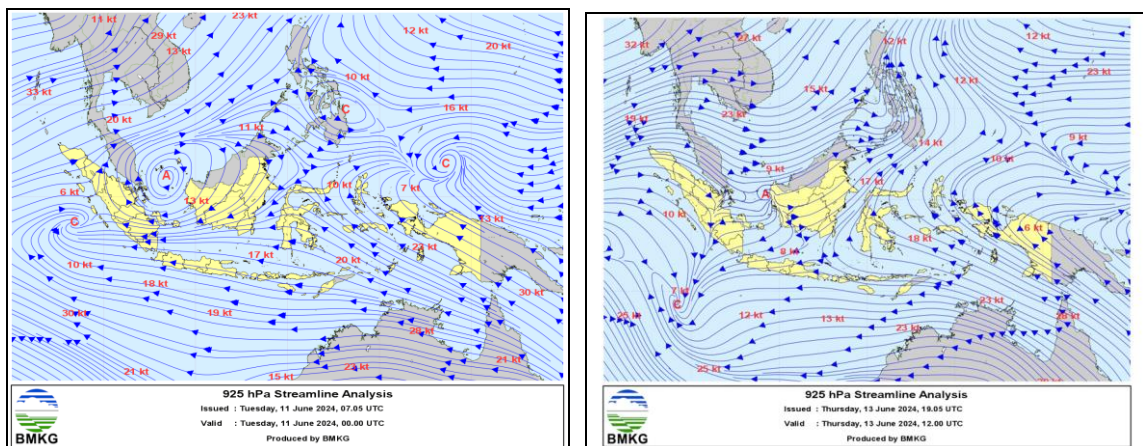 11 kt
23 kt
12 kt
20 kt
29 kt
13 kt
33 kt
10 kt
16 kt
20 kt
C
11 kt
C
A
6 kt
13 kt
10 kt
7 kt
13 kt
C
22 kt
17 kt
20 kt
10 kt
18 kt
30 kt
30 kt
19 kt
28 kt
21 kt
15 kt
22 kt
21 kt
925 hPa Streamline Analysis
Issued : Tuesday, 11 June 2024, 07.05 UTC
Valid : Tuesday, 11 June 2024, 00.00 UTC
BMKG
Produced by BMKG
12 kt
12 kt
32 kt
27 kt
23 kt
15 kt
12 kt
19 kt
23 kt
14 kt
9 kt
9 kt
10 kt
17 kt
A
10 kt
6 kt
18 kt
8 kt
7 kt
C
23 kt
25 kt
12 kt
13 kt
28 kt
23 kt
25 kt
925 hPa Streamline Analysis
Issued : Thursday, 13 June 2024, 19.05 UTC
Valid : Thursday, 13 June 2024, 12.00 UTC
BMKG
Produced by BMKG